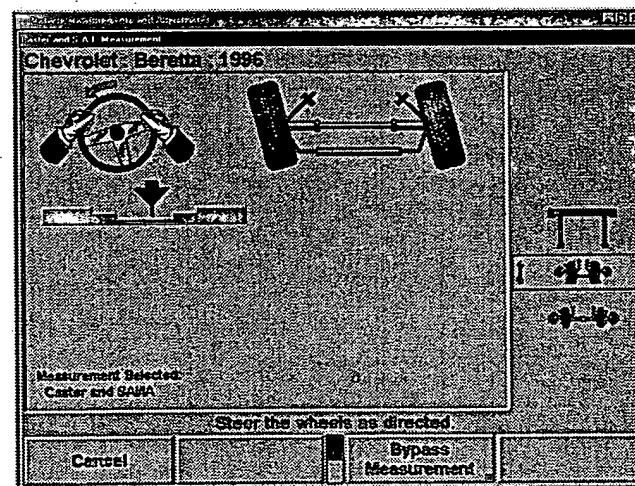 Caster and S.A.I. Measurement
Chevrolet: Beretta: 1996
Measurement Selected:
Caster and SAI/IA
Steer the wheels as directed.
Cancel
Bypass
Measurement